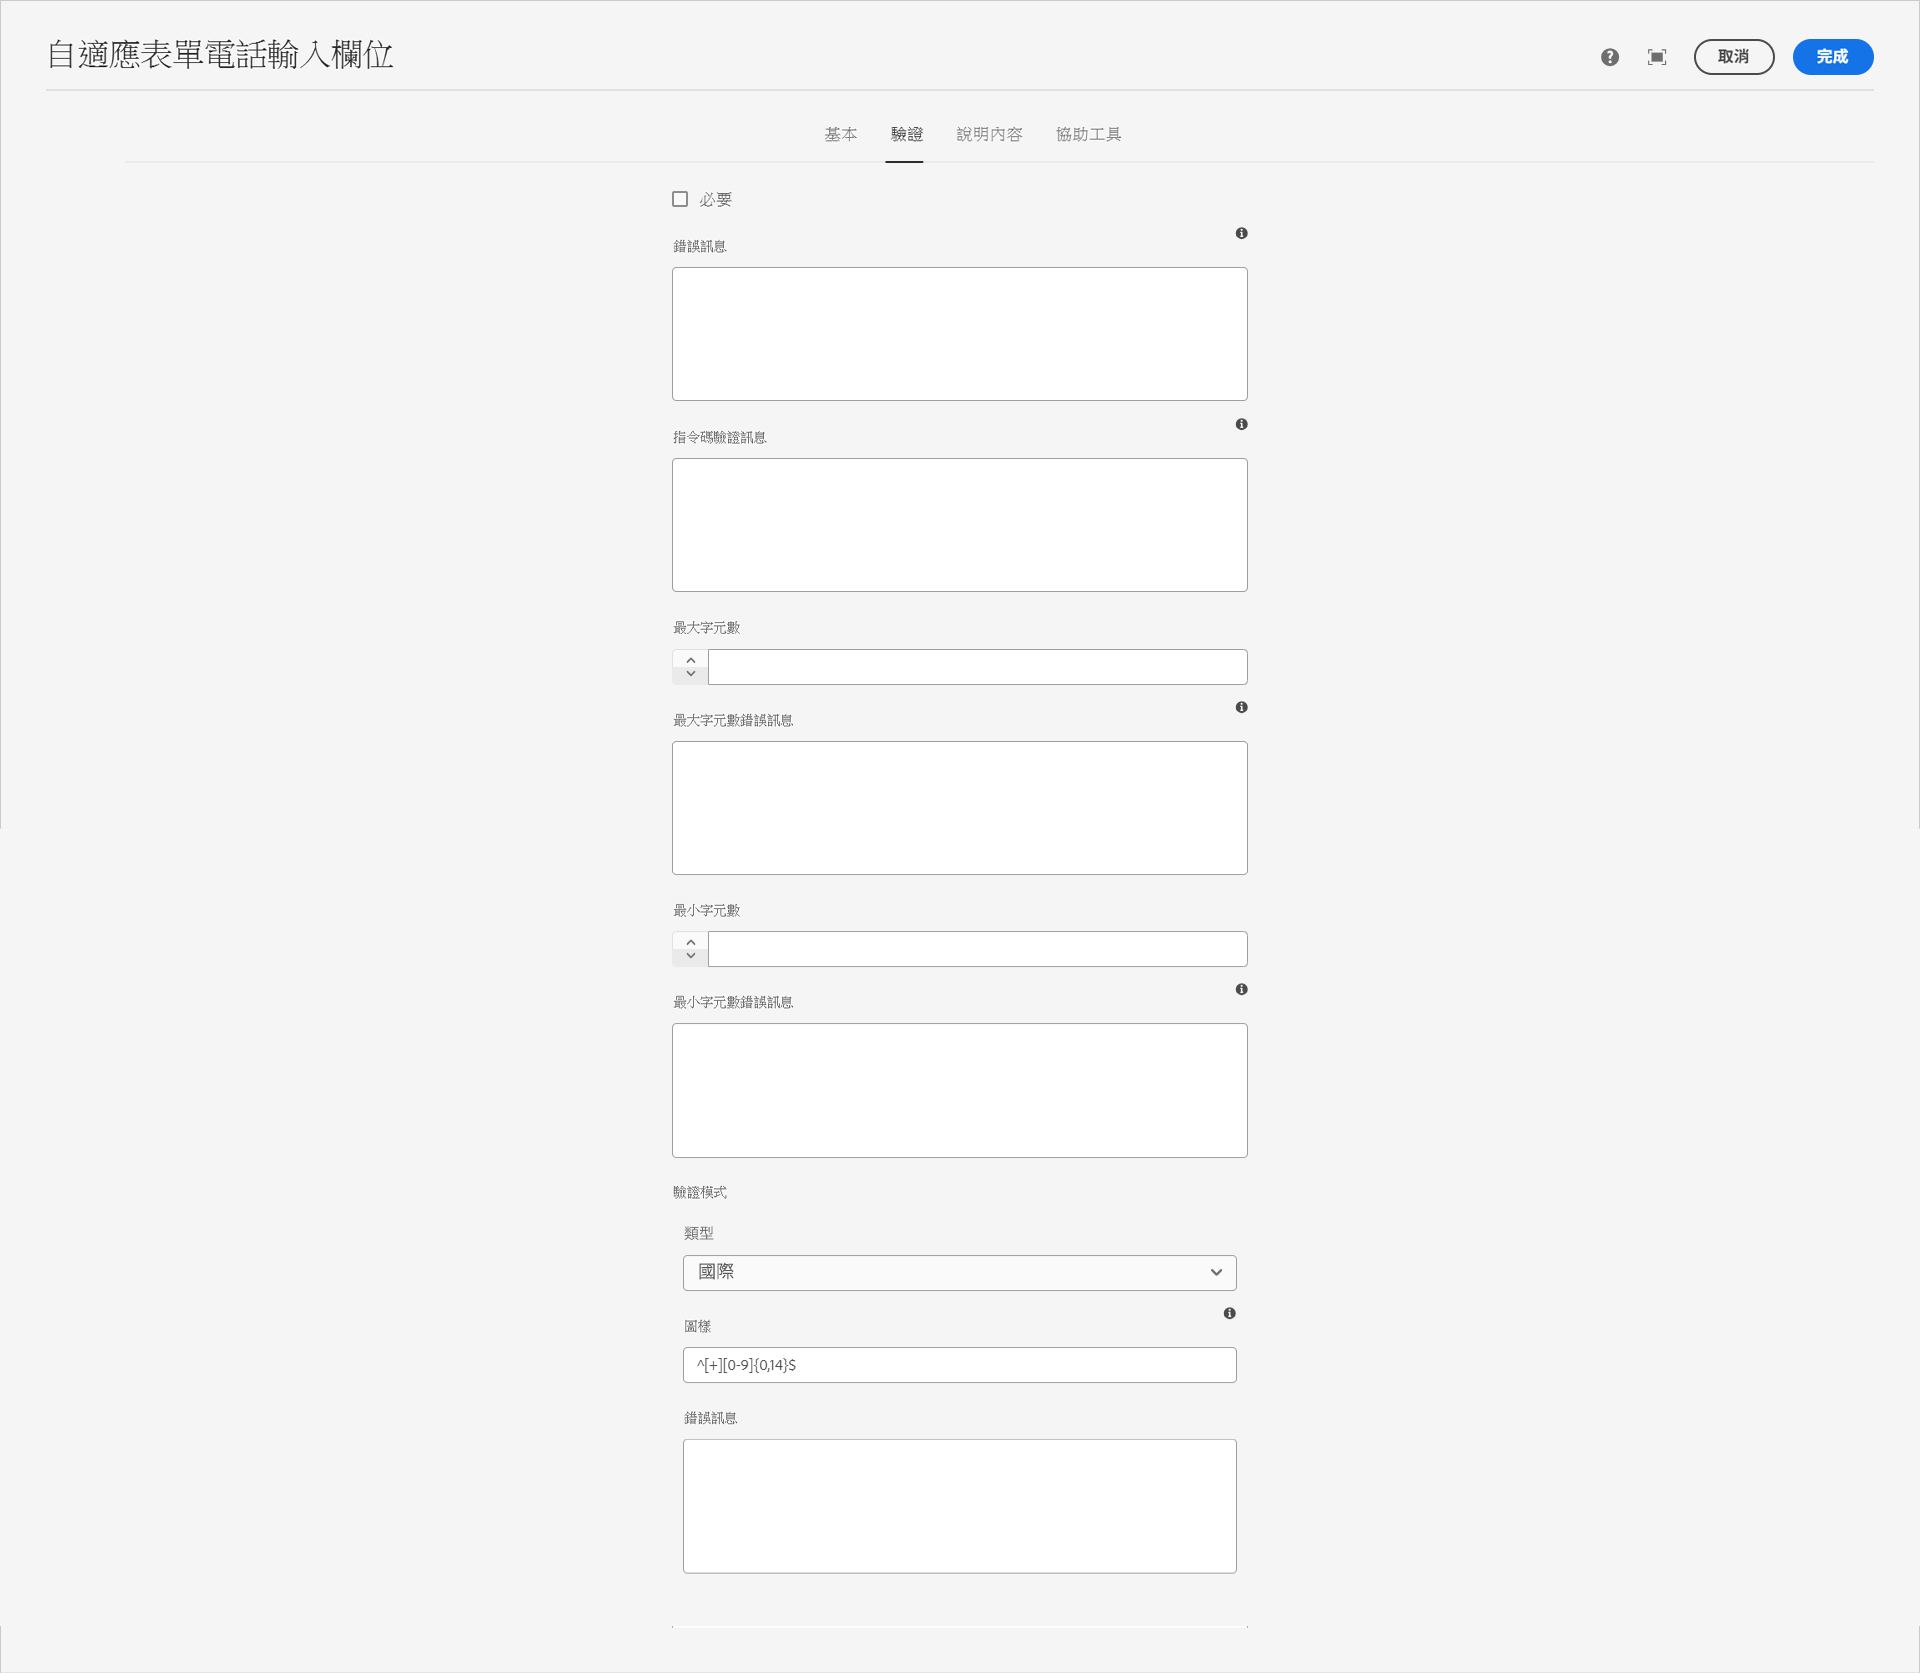 自適應表單電話輸入欄位
取消
完成
基本
驗證
說明內容
協助工具
必要
錯誤訊息
指令碼驗證訊息
最大字元數
最大字元數錯誤訊息
最小字元數
最小字元數錯誤訊息
驗證模式
類型
國際
圖樣
^[+][0-9]{0,14}$
錯誤訊息